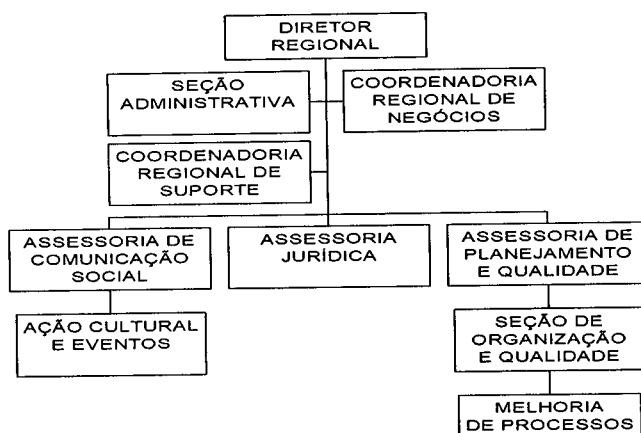 DIRETOR
REGIONAL
SEÇÃO
ADMINISTRATIVA
COORDENADORIA
REGIONAL DE
NEGÓCIOS
COORDENADORIA
REGIONAL DE
SUPORTE
ASSESSORIA DE
COMUNICAÇÃO
SOCIAL
ASSESSORIA
JURÍDICA
ASSESSORIA DE
PLANEJAMENTO
E QUALIDADE
AÇÃO CULTURAL
E EVENTOS
SEÇÃO DE
ORGANIZAÇÃO
E QUALIDADE
MELHORIA
DE PROCESSOS